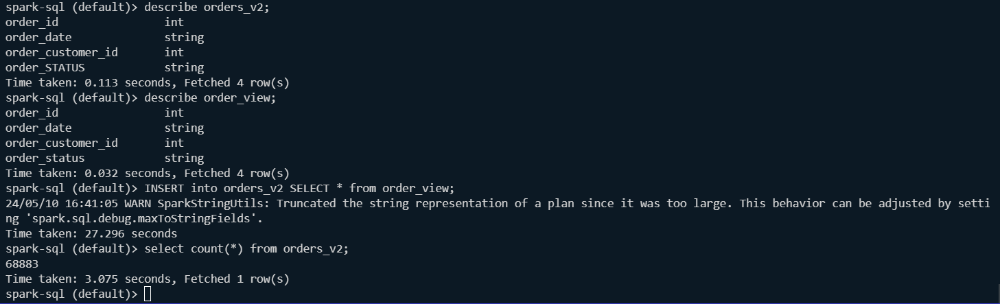 spark-sql (default)> describe orders_v2;
order_id                int
order_date              string
order_customer_id       int
order_STATUS            string
Time taken: 0.113 seconds, Fetched 4 row(s)
spark-sql (default)> describe order_view;
order_id                int
order_date              string
order_customer_id       int
order_status            string
Time taken: 0.032 seconds, Fetched 4 row(s)
spark-sql (default)> INSERT into orders_v2 SELECT * from order_view;
24/05/10 16:41:05 WARN SparkStringUtils: Truncated the string representation of a plan since it was too large. This behavior can be adjusted by setti
ng 'spark.sql.debug.maxToStringFields'.
Time taken: 27.296 seconds
spark-sql (default)> select count(*) from orders_v2;
68883
Time taken: 3.075 seconds, Fetched 1 row(s)
spark-sql (default)>